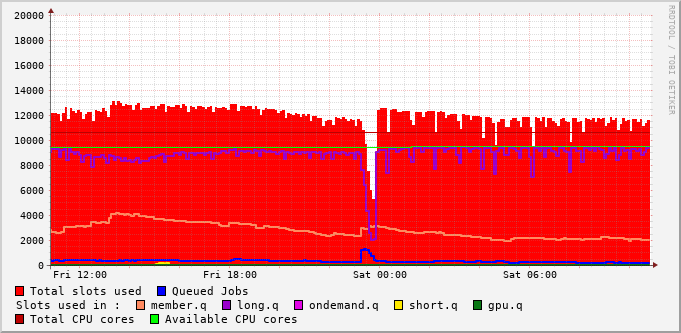 20000
18000
16000
14000
12000
10000
8000
6000
4000
2000
0
Fri 12:00 Fri 18:00 Sat 00:00 Sat 06:00
RRDTOOL / TOBI OETIKER
Total slots used Queued Jobs
Slots used in : member.q long.q ondemand.q short.q gpu.q
Total CPU cores Available CPU cores